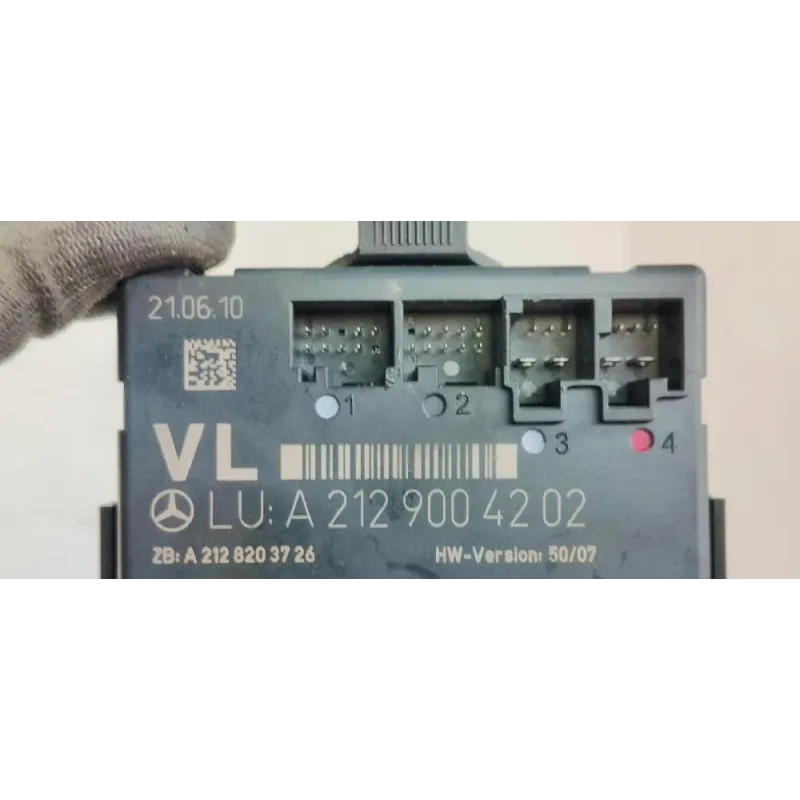 21.06.10
1
2
3
4
VL
LU: A 212 900 42 02
ZB: A 212 820 37 26
HW-Version: 50/07